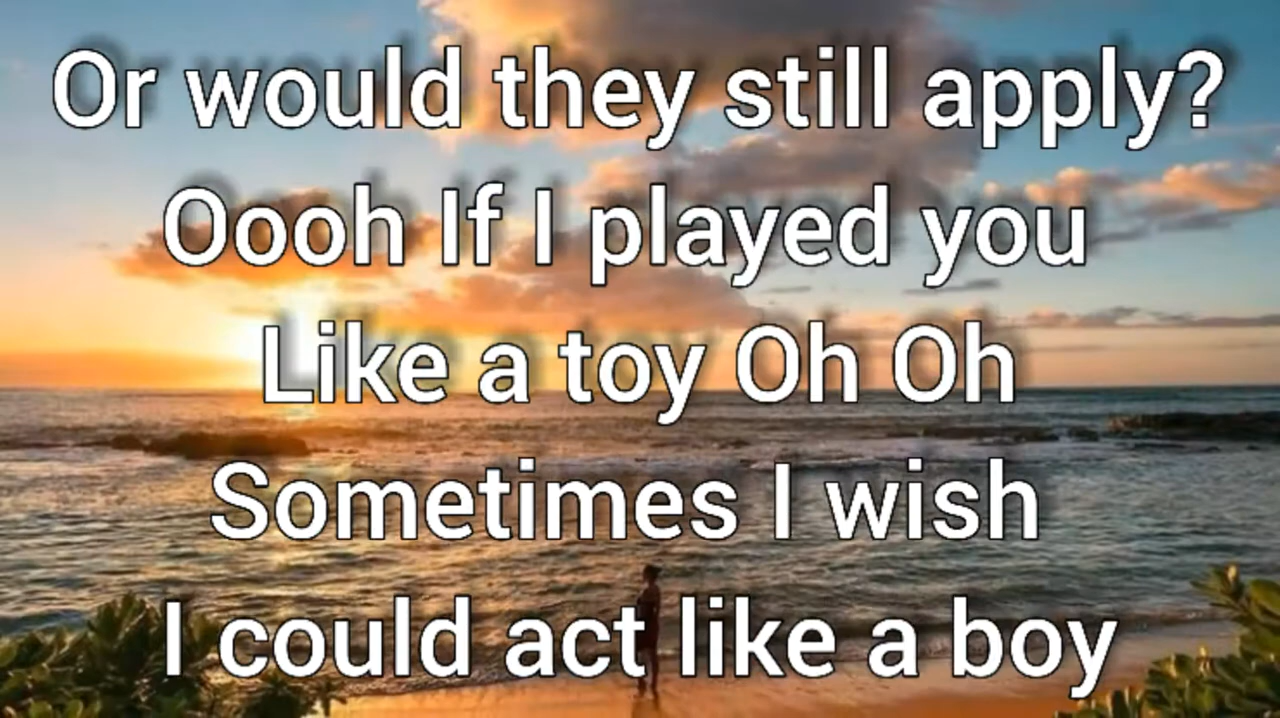 Or would they still apply?
Oooh If I played you
Like a toy Oh Oh
Sometimes I wish
I could act like a boy